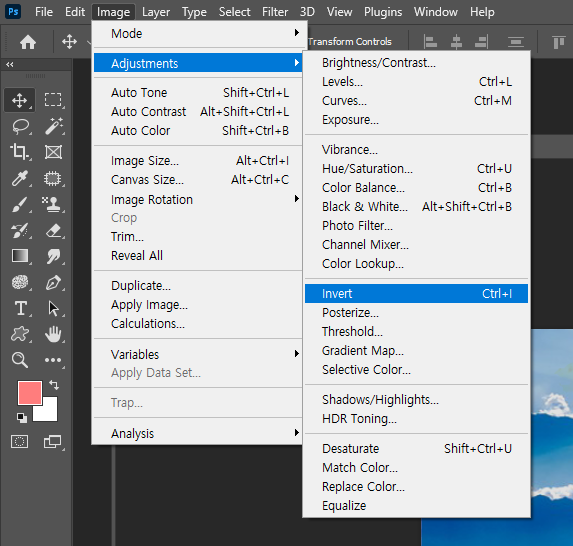 Ps File Edit Image Layer Type Select Filter 3D View Plugins Window Help
Transform Controls
Mode
Adjustments
Auto Tone Shift+Ctrl+L
Auto Contrast Alt+Shift+Ctrl+L
Auto Color Shift+Ctrl+B
Image Size... Alt+Ctrl+I
Canvas Size... Alt+Ctrl+C
Image Rotation
Crop
Trim...
Reveal All
Duplicate...
Apply Image...
Calculations...
Variables
Apply Data Set...
Trap...
Analysis
Brightness/Contrast...
Levels... Ctrl+L
Curves... Ctrl+M
Exposure...
Vibrance...
Hue/Saturation... Ctrl+U
Color Balance... Ctrl+B
Black & White... Alt+Shift+Ctrl+B
Photo Filter...
Channel Mixer...
Color Lookup...
Invert Ctrl+I
Posterize...
Threshold...
Gradient Map...
Selective Color...
Shadows/Highlights...
HDR Toning...
Desaturate Shift+Ctrl+U
Match Color...
Replace Color...
Equalize